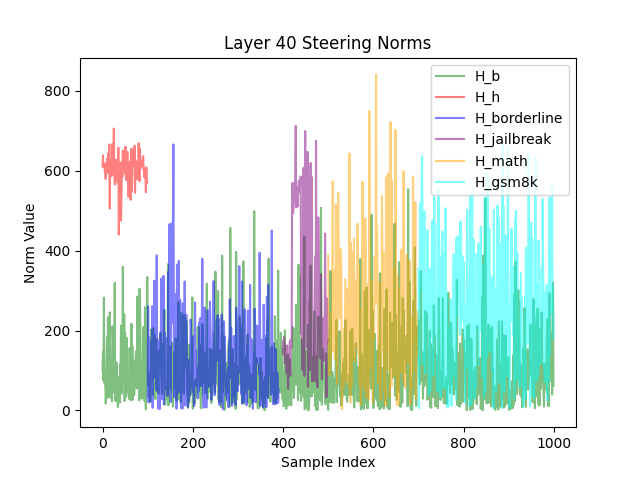 Layer 40 Steering Norms
Norm Value
800
600
400
200
0
H_b
H_h
H_borderline
H_jailbreak
H_math
H_gsm8k
0
200
400
600
800
1000
Sample Index